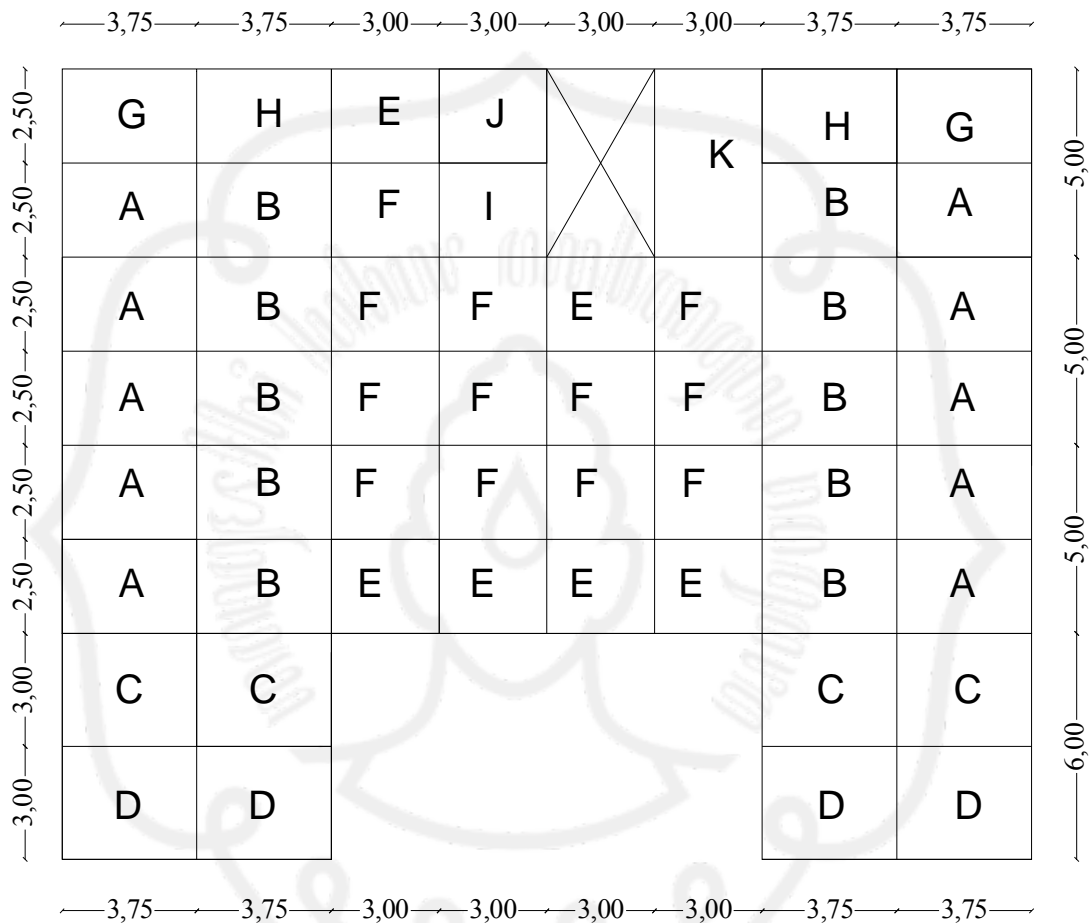 3,75 3,75 3,00 3,00 3,00 3,00 3,75 3,75
2,50 G H E J K H G 5,00
2,50 A B F I B A
2,50 A B F F E F B A 5,00
2,50 A B F F F F B A
2,50 A B F F F F B A 5,00
2,50 A B E E E E B A
3,00 C C C C 6,00
3,00 D D D D
3,75 3,75 3,00 3,00 3,00 3,00 3,75 3,75